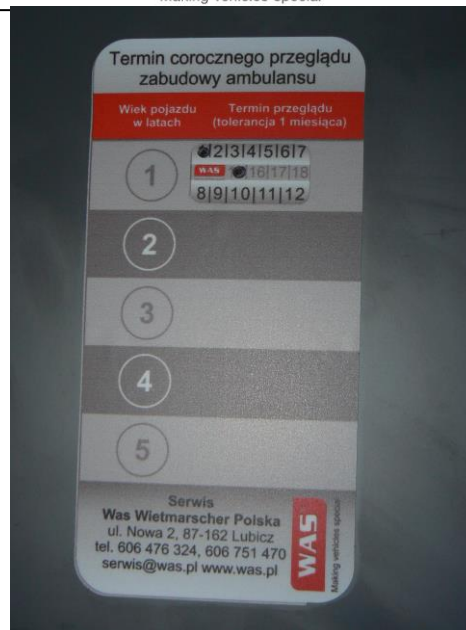 Making vehicles special
Termin corocznego przeglądu
zabudowy ambulansu
Wiek pojazdu
w latach
Termin przeglądu
(tolerancja 1 miesiąca)
1
2|3|4|5|6|7
WAS 16|17|18
8|9|10|11|12
2
3
4
5
Serwis
Was Wietmarscher Polska
ul. Nowa 2, 87-162 Lubicz
tel. 606 476 324, 606 751 470
serwis@was.pl www.was.pl
WAS
Making vehicles special